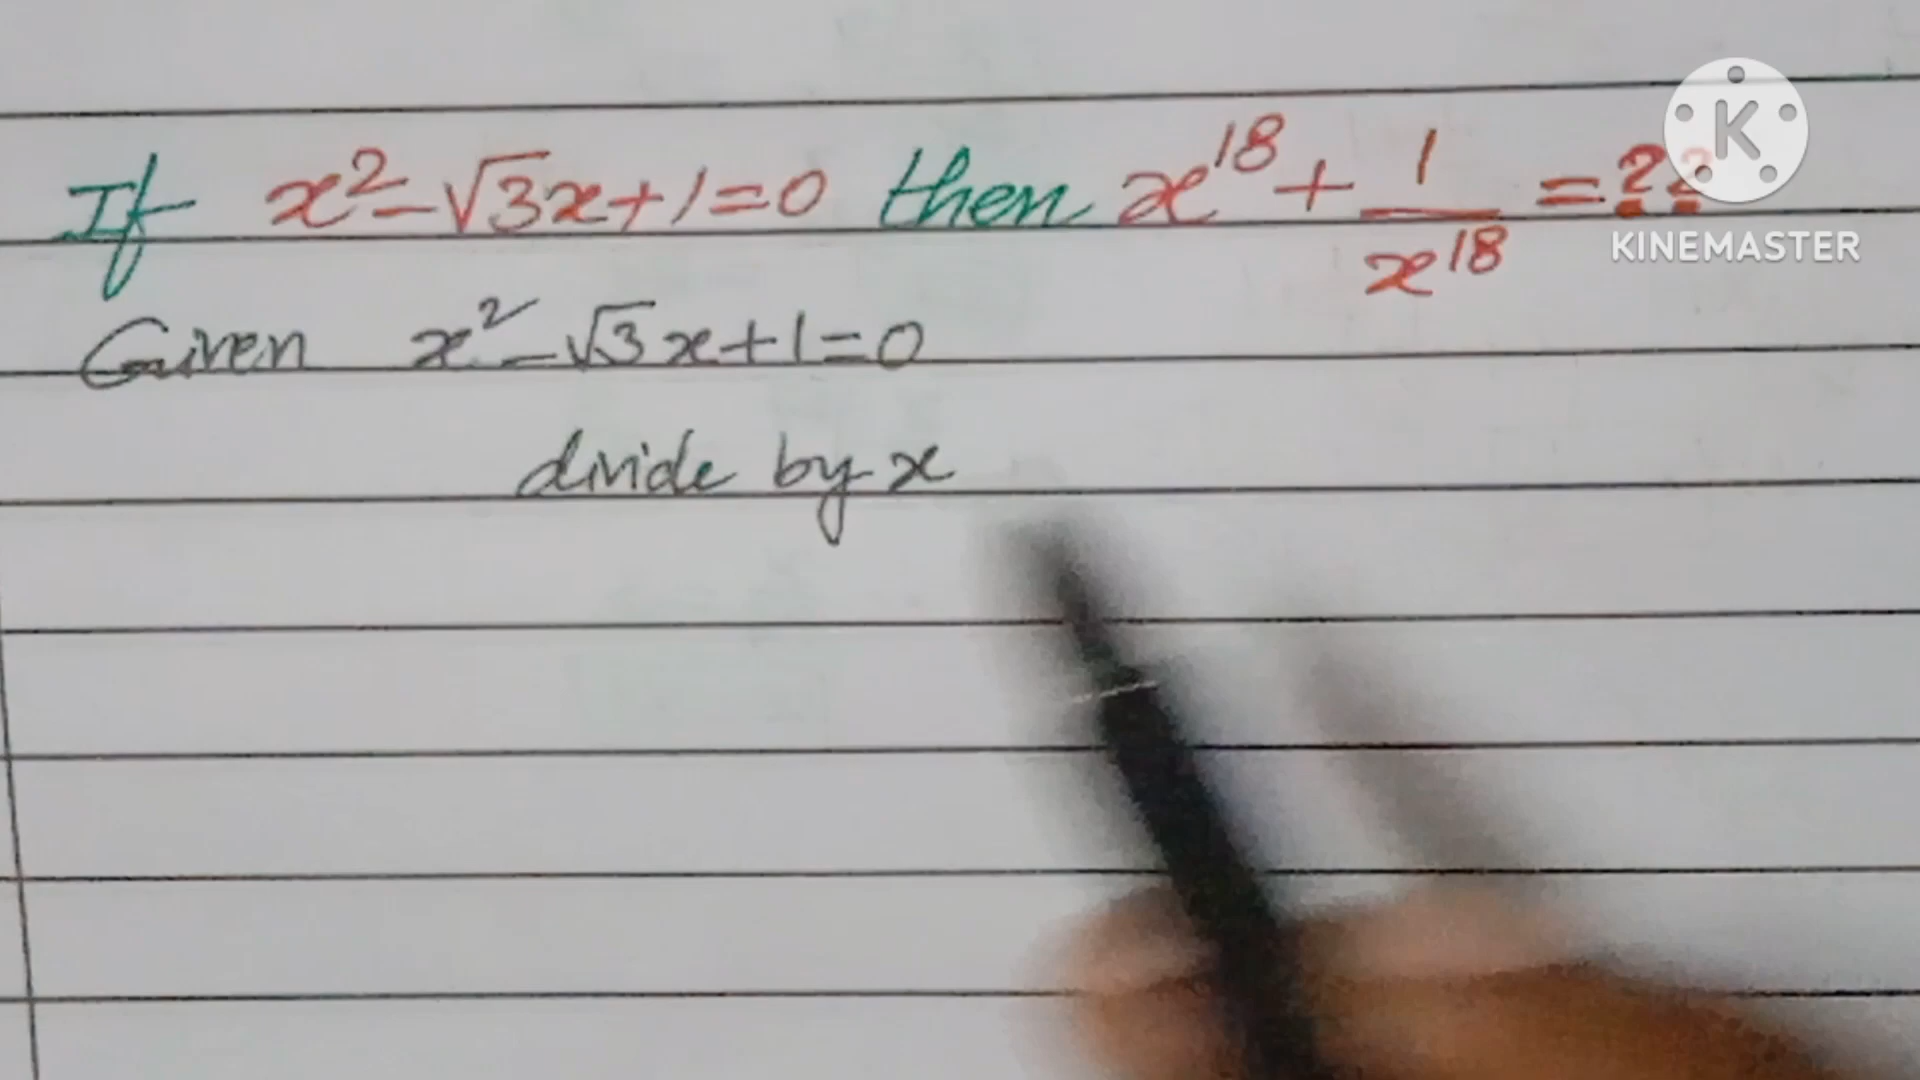 If x² - √3x + 1 = 0 then x¹⁸ + 1/x¹⁸ = ??
KINEMASTER
Given x² - √3x + 1 = 0
divide by x